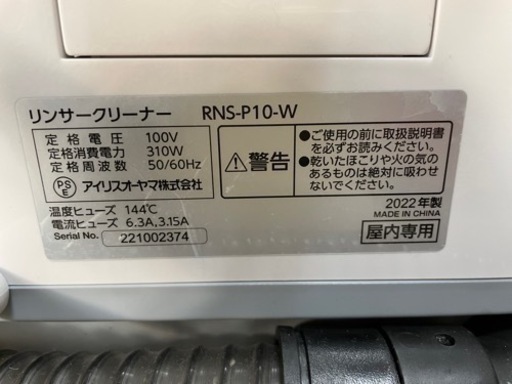 リンサークリーナー RNS-P10-W
定格電圧 100V
定格消費電力 310W
定格周波数 50/60Hz
PS
E
アイリスオーヤマ株式会社
温度ヒューズ 144℃
電流ヒューズ 6.3A,3.15A
Serial No. 221002374
警告
●ご使用の前に取扱説明書
を必ずお読みください。
●乾いたほこりや火の気の
あるものは絶対に吸わせ
ないでください。
2022年製
MADE IN CHINA
屋内専用